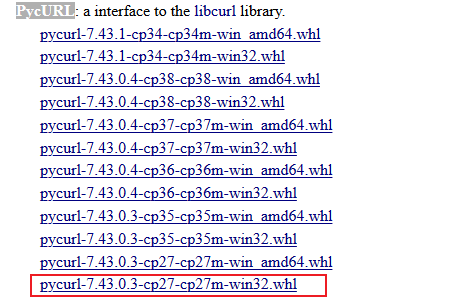 PycURL: a interface to the libcurl library.
pycurl-7.43.1-cp34-cp34m-win_amd64.whl
pycurl-7.43.1-cp34-cp34m-win32.whl
pycurl-7.43.0.4-cp38-cp38-win_amd64.whl
pycurl-7.43.0.4-cp38-cp38-win32.whl
pycurl-7.43.0.4-cp37-cp37m-win_amd64.whl
pycurl-7.43.0.4-cp37-cp37m-win32.whl
pycurl-7.43.0.4-cp36-cp36m-win_amd64.whl
pycurl-7.43.0.4-cp36-cp36m-win32.whl
pycurl-7.43.0.3-cp35-cp35m-win_amd64.whl
pycurl-7.43.0.3-cp35-cp35m-win32.whl
pycurl-7.43.0.3-cp27-cp27m-win_amd64.whl
pycurl-7.43.0.3-cp27-cp27m-win32.whl